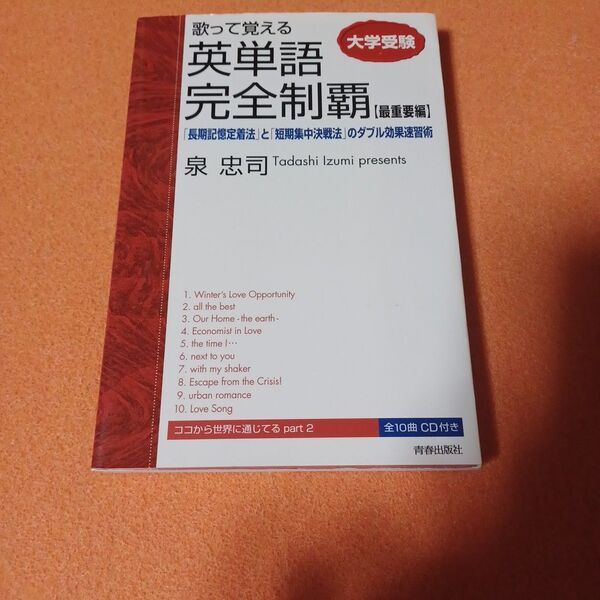 歌って覚える
大学受験
英単語
完全制覇【最重要編】
「長期記憶定着法」と「短期集中決戦法」のダブル効果速習術
泉 忠司 Tadashi Izumi presents
1. Winter's Love Opportunity
2. all the best
3. Our Home -the earth-
4. Economist in Love
5. the time I…
6. next to you
7. with my shaker
8. Escape from the Crisis!
9. urban romance
10. Love Song
ココから世界に通じてる part 2
全10曲 CD付き
青春出版社